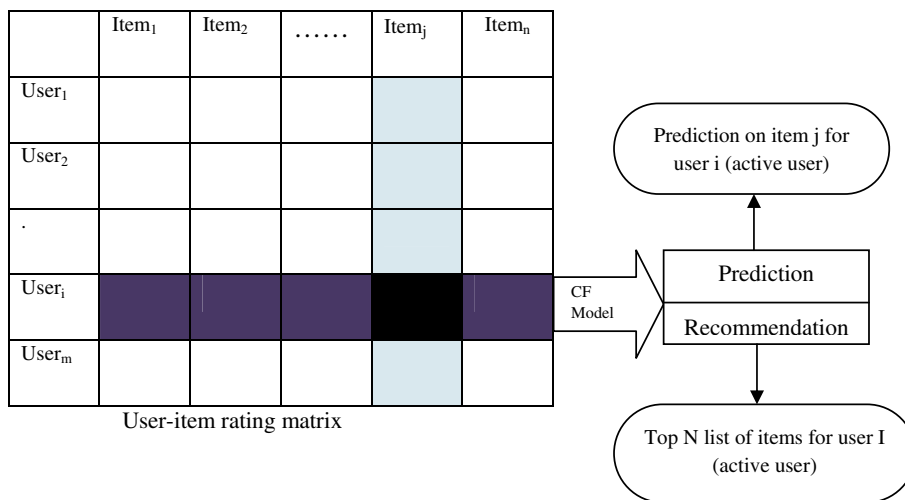 Item₁ Item₂ ...... Itemⱼ Itemₙ
User₁
User₂
.
Userᵢ
Userₘ
User-item rating matrix
CF
Model
Prediction on item j for
user i (active user)
Prediction
Recommendation
Top N list of items for user I
(active user)